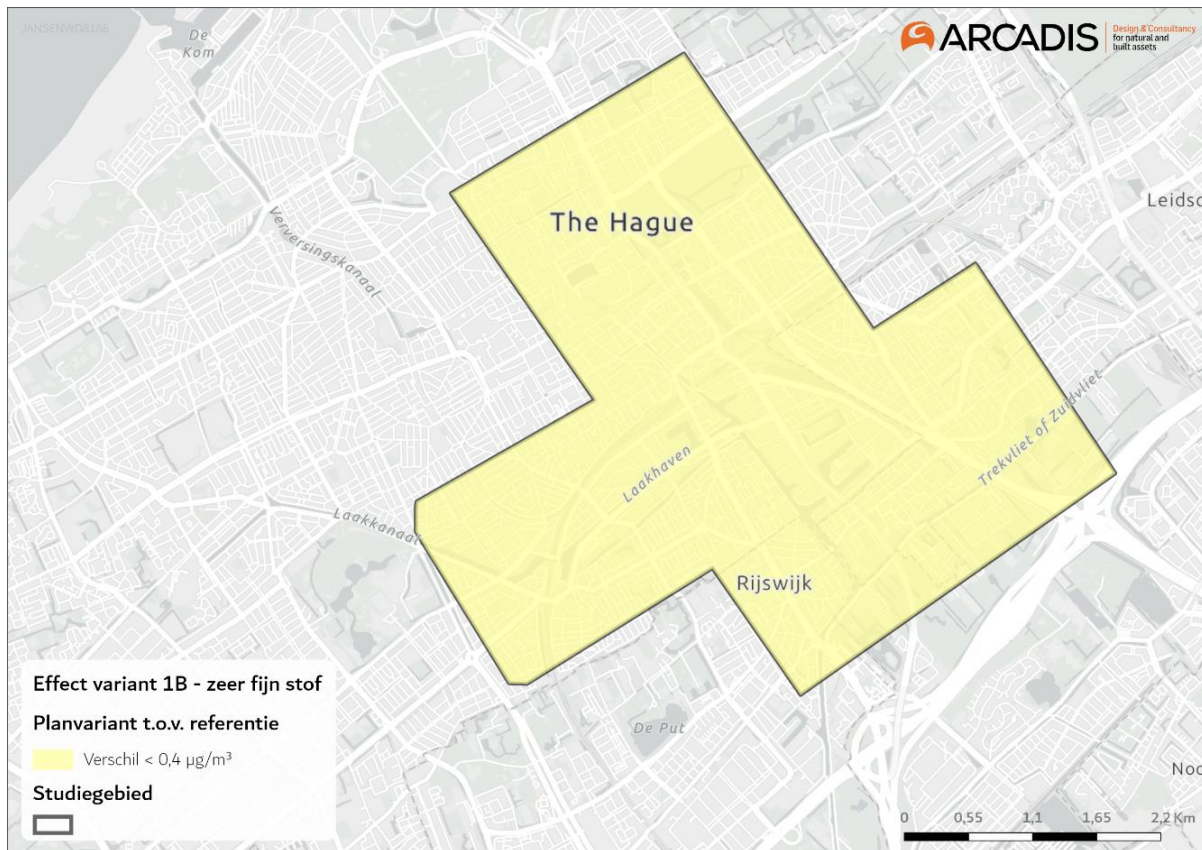 JANSENWD8186
De
Kom
ARCADIS
Design & Consultancy
for natural and
built assets
Verversingskanaal
The Hague
Leidsc
Trekvliet of Zuidvliet
Laakhaven
Laakkanaal
Rijswijk
De Put
Noo
Effect variant 1B - zeer fijn stof
Planvariant t.o.v. referentie
Verschil < 0,4 µg/m³
Studiegebied
0 0,55 1,1 1,65 2,2 Km